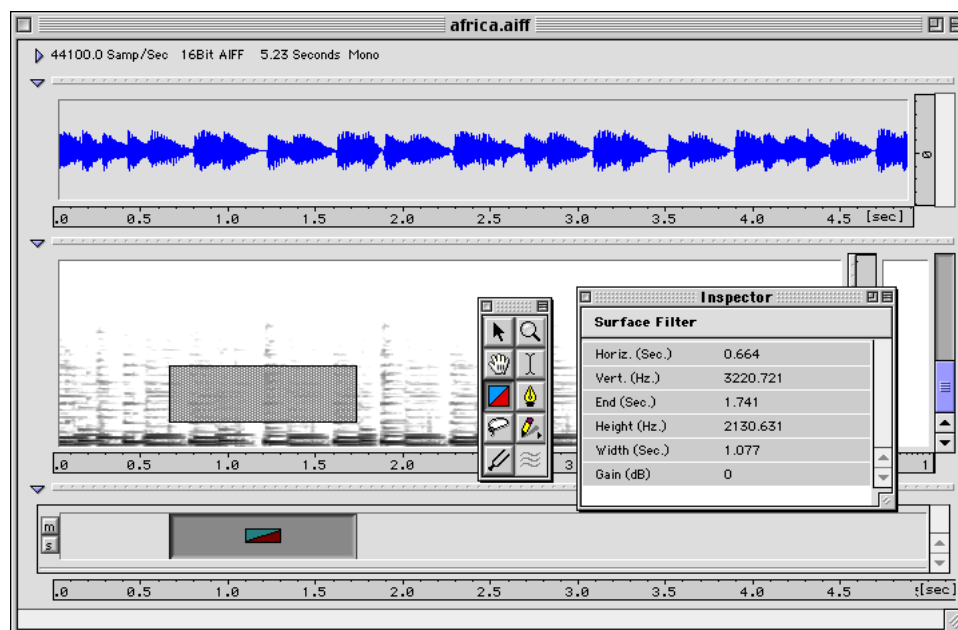 africa.aiff
44100.0 Samp/Sec 16Bit AIFF 5.23 Seconds Mono
0
.0 0.5 1.0 1.5 2.0 2.5 3.0 3.5 4.0 4.5 [sec]
Inspector
Surface Filter
Horiz. (Sec.) 0.664
Vert. (Hz.) 3220.721
End (Sec.) 1.741
Height (Hz.) 2130.631
Width (Sec.) 1.077
Gain (dB) 0
.0 0.5 1.0 1.5 2.0 3 1
m
s
.0 0.5 1.0 1.5 2.0 2.5 3.0 3.5 4.0 4.5 [sec]